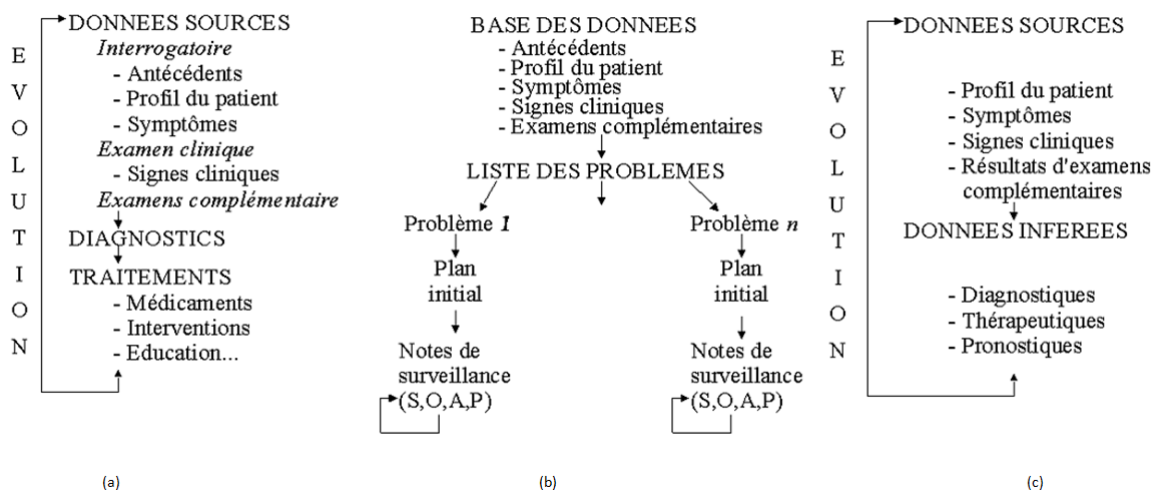 DONNEES SOURCES
Interrogatoire
- Antécédents
- Profil du patient
- Symptômes
Examen clinique
- Signes cliniques
Examens complémentaire
DIAGNOSTICS
TRAITEMENTS
- Médicaments
- Interventions
- Education...
E
V
O
L
U
T
I
O
N
(a)
BASE DES DONNEES
- Antécédents
- Profil du patient
- Symptômes
- Signes cliniques
- Examens complémentaires
LISTE DES PROBLEMES
Problème 1
Plan
initial
Notes de
surveillance
(S,O,A,P)
Problème n
Plan
initial
Notes de
surveillance
(S,O,A,P)
(b)
E
V
O
L
U
T
I
O
N
DONNEES SOURCES
- Profil du patient
- Symptômes
- Signes cliniques
- Résultats d'examens
complémentaires
DONNEES INFEREES
- Diagnostiques
- Thérapeutiques
- Pronostiques
(c)